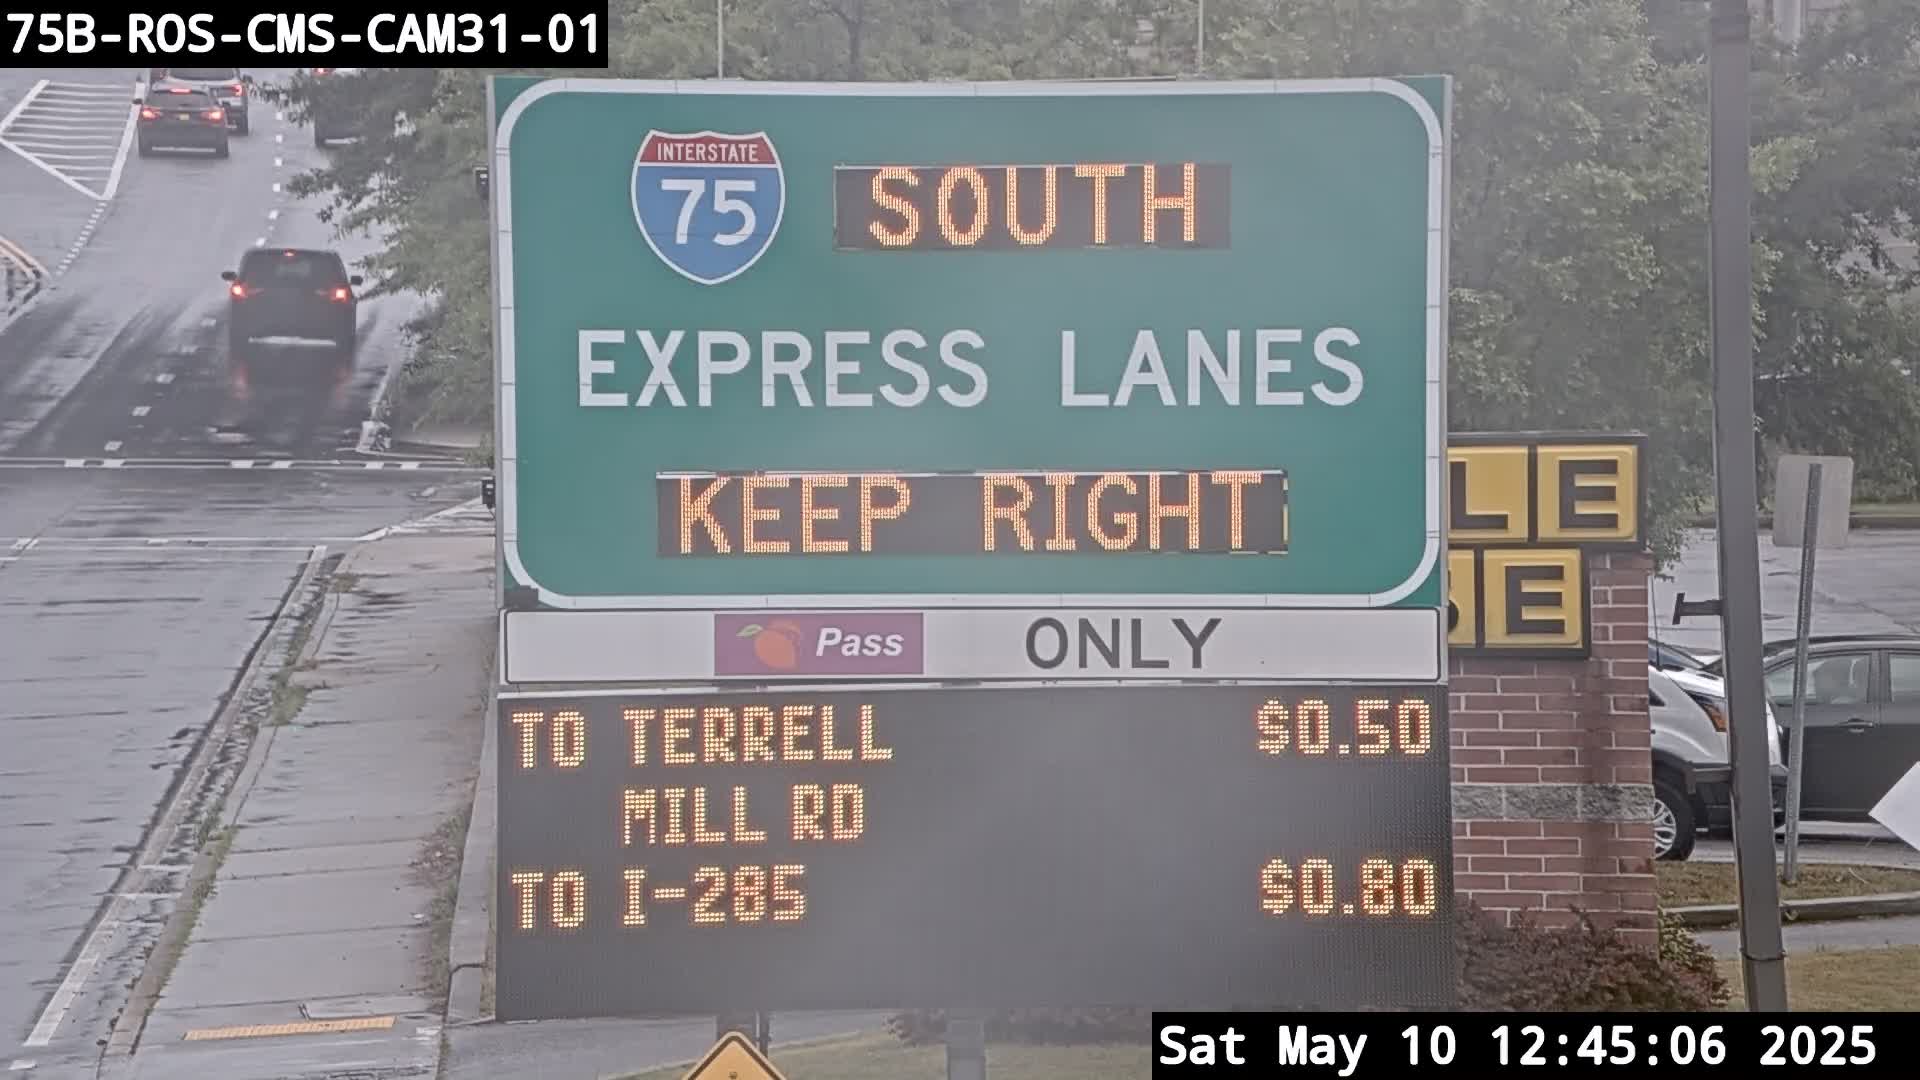 75B-ROS-CMS-CAM31-01
INTERSTATE
75
SOUTH
EXPRESS LANES
KEEP RIGHT
Pass ONLY
TO TERRELL $0.50
MILL RD
TO I-285 $0.80
LE
E
Sat May 10 12:45:06 2025